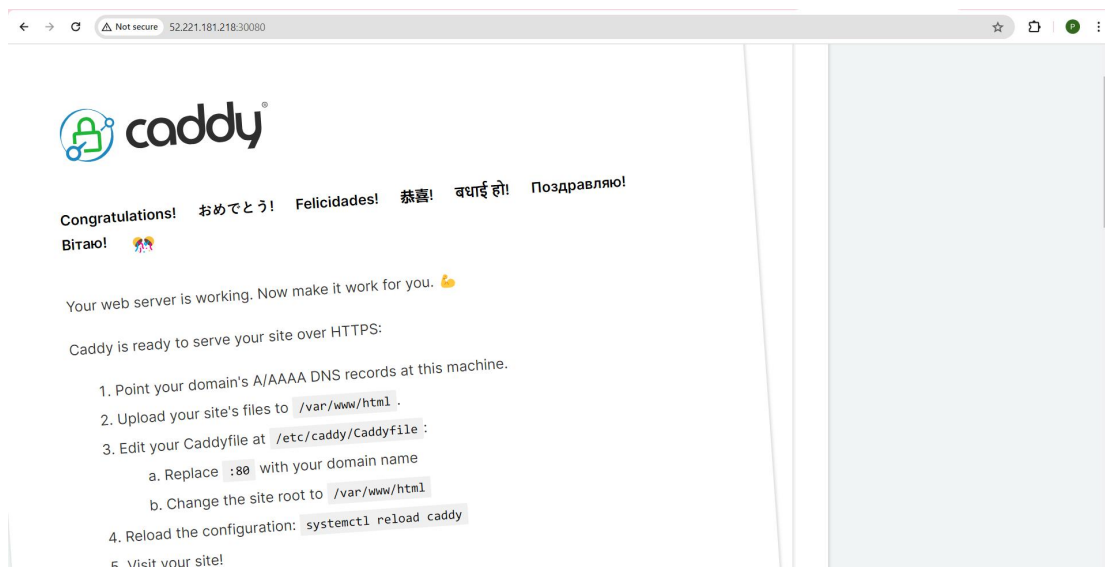 Not secure 52.221.181.218:30080
P
caddy®
Congratulations! おめでとう! Felicidades! 恭喜! बधाई हो! Поздравляю!
Вітаю!
Your web server is working. Now make it work for you.
Caddy is ready to serve your site over HTTPS:
1. Point your domain's A/AAAA DNS records at this machine.
2. Upload your site's files to /var/www/html .
3. Edit your Caddyfile at /etc/caddy/Caddyfile :
a. Replace :80 with your domain name
b. Change the site root to /var/www/html
4. Reload the configuration: systemctl reload caddy
5. Visit your site!